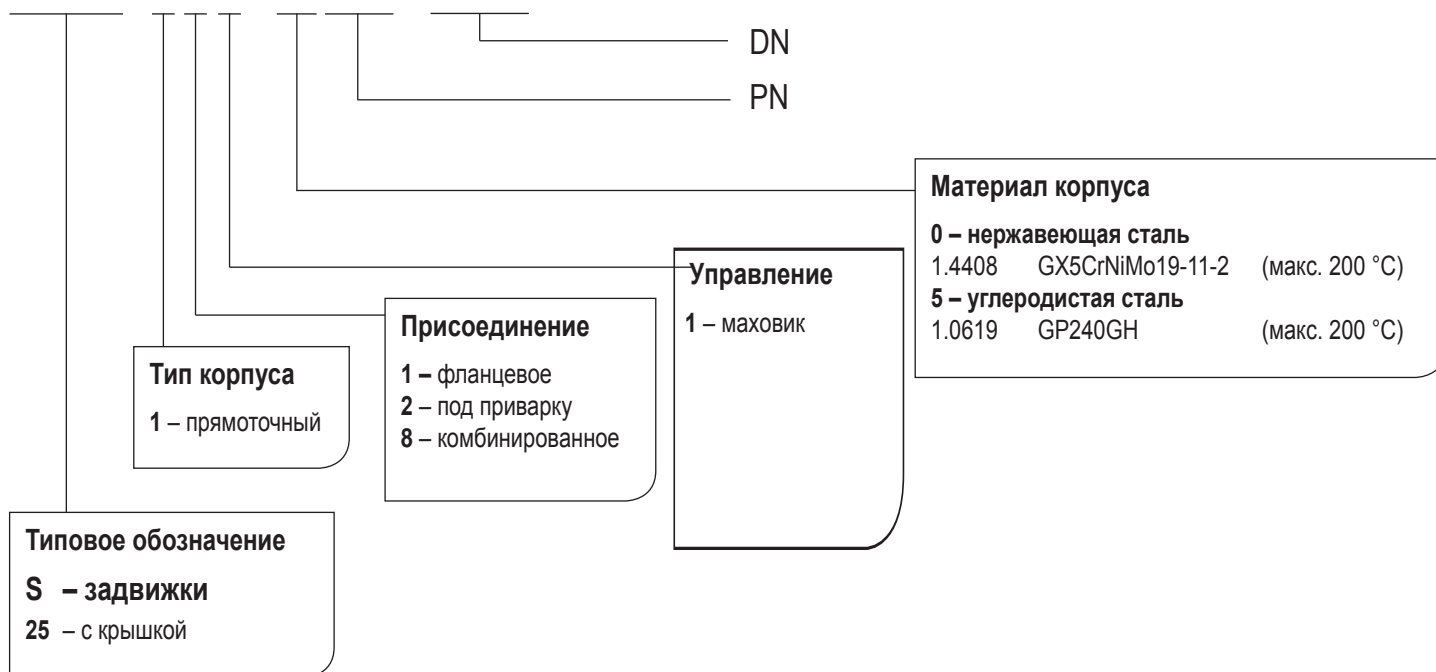 DN
PN
Материал корпуса
0 – нержавеющая сталь
1.4408 GX5CrNiMo19-11-2 (макс. 200 °C)
5 – углеродистая сталь
1.0619 GP240GH (макс. 200 °C)
Управление
1 – маховик
Присоединение
1 – фланцевое
2 – под приварку
8 – комбинированное
Тип корпуса
1 – прямоточный
Типовое обозначение
S – задвижки
25 – с крышкой